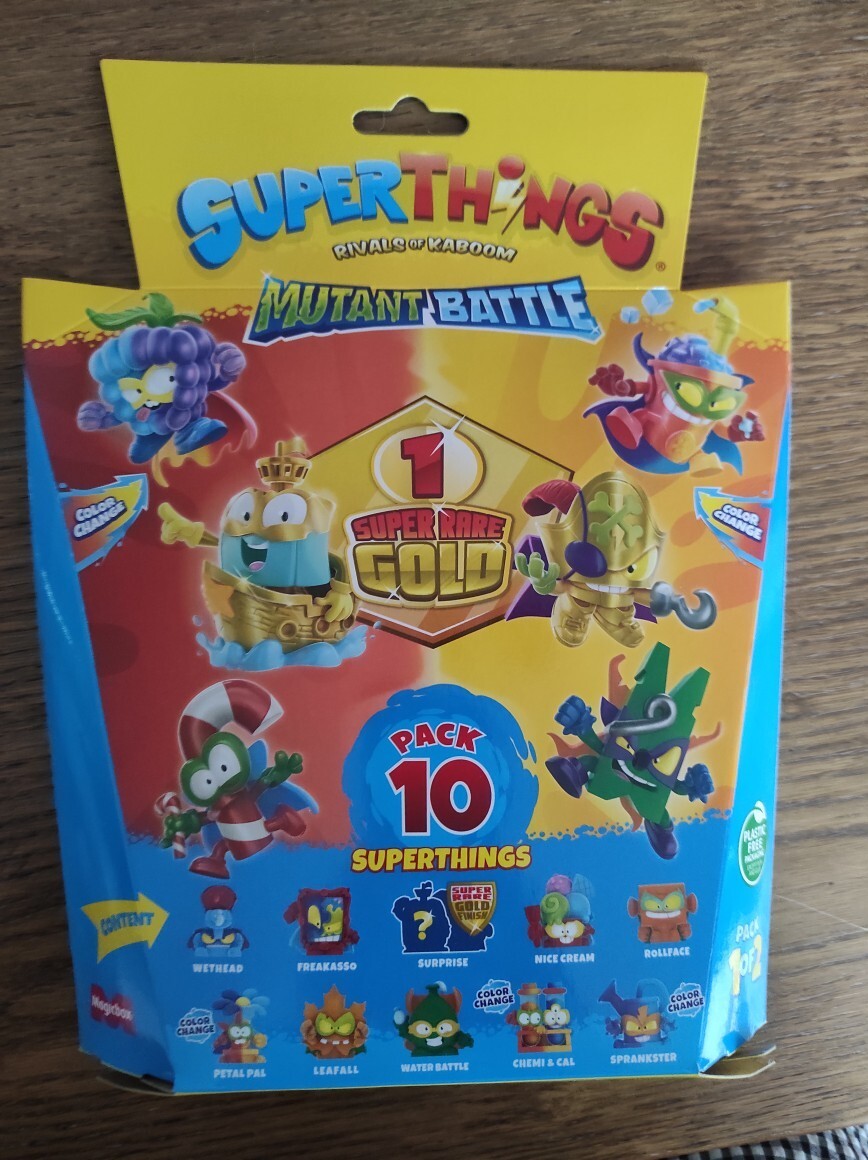 SUPERTHINGS®
RIVALS OF KABOOM
MUTANT BATTLE
COLOR CHANGE
COLOR CHANGE
1
SUPER RARE
GOLD
PACK
10
SUPERTHINGS
PLASTIC
FREE
PACKAGING
CONTENT
SUPER
RARE
GOLD
FINISH
?
WETHEAD
FREAKASSO
SURPRISE
NICE CREAM
ROLLFACE
PACK
1 OF 2
Magicbox
COLOR
CHANGE
COLOR
CHANGE
COLOR
CHANGE
PETAL PAL
LEAFALL
WATER BATTLE
CHEMI & CAL
SPRANKSTER